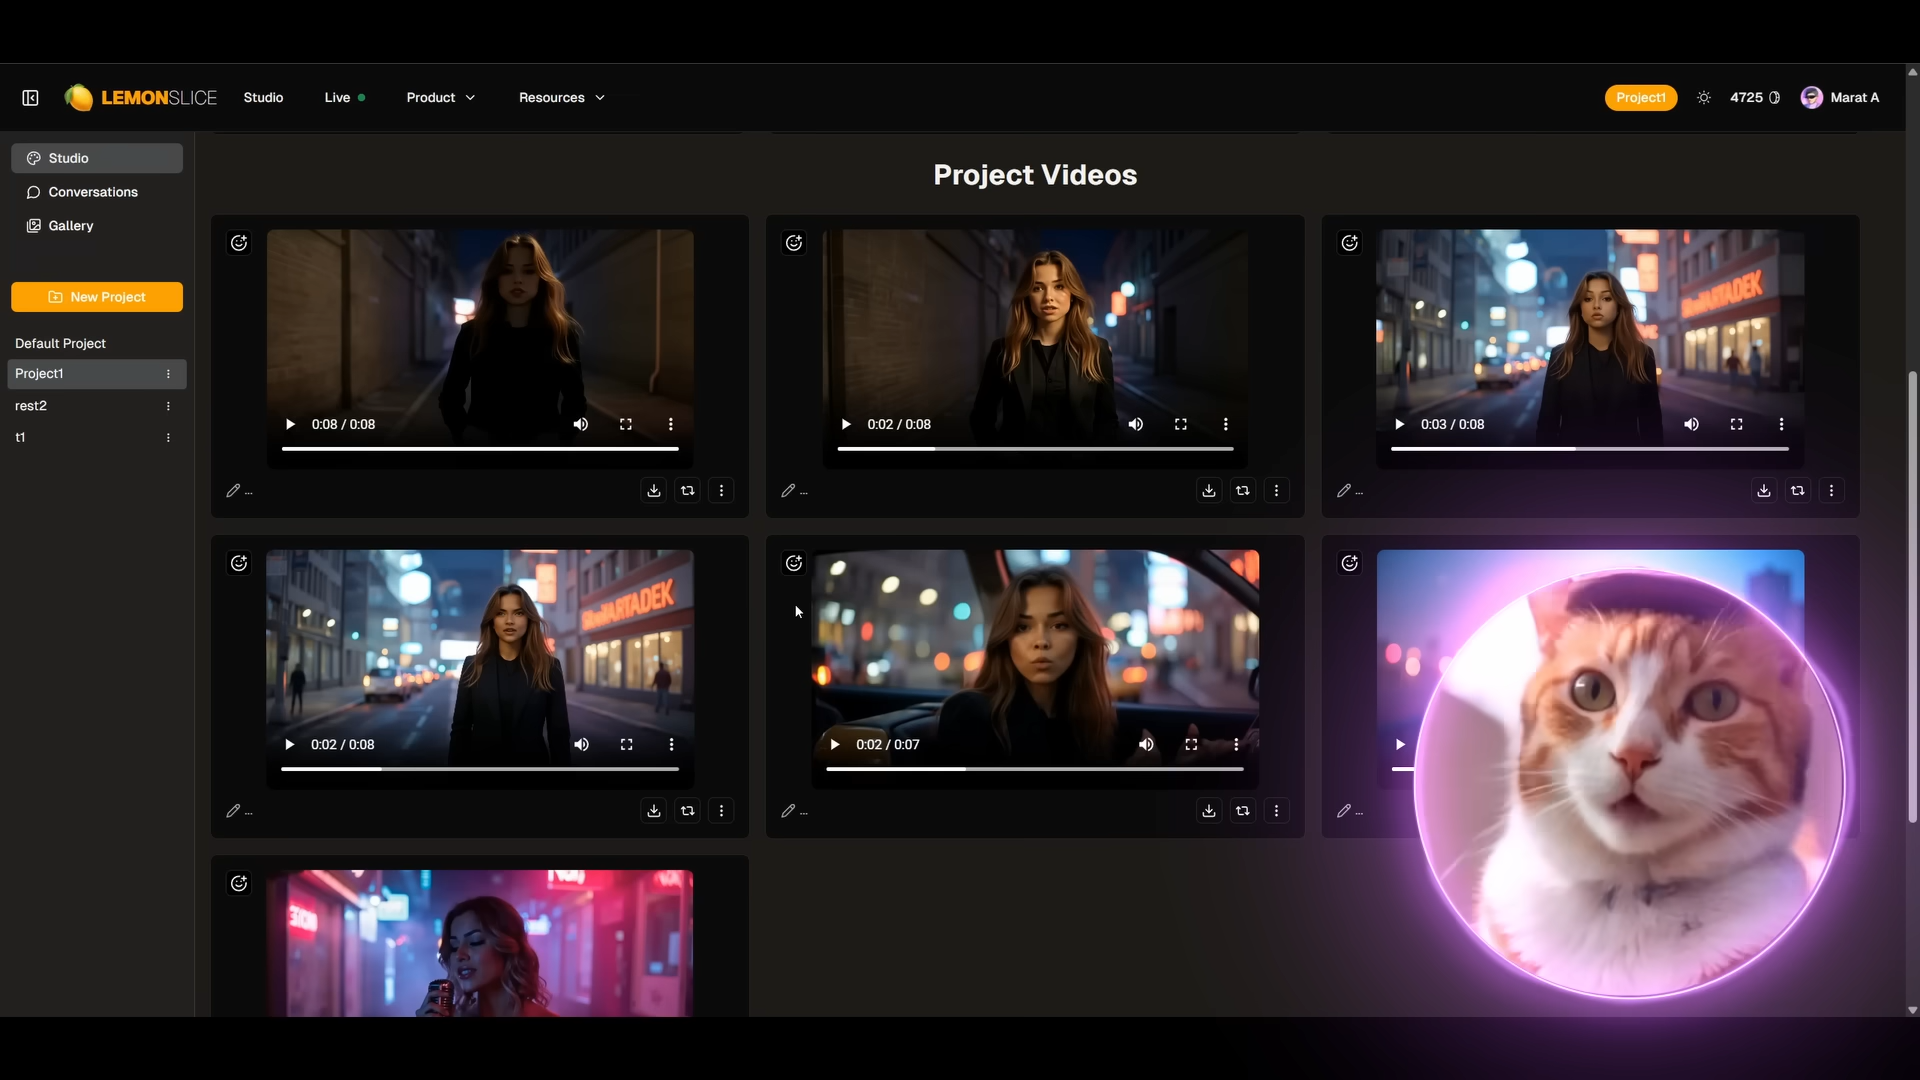 LEMONSLICE Studio Live Product Resources Project1 4725 Marat A
Studio
Conversations
Gallery
New Project
Default Project
Project1
rest2
t1
Project Videos
0:08 / 0:08
0:02 / 0:08
0:03 / 0:08
...
...
...
0:02 / 0:08
0:02 / 0:07
...
...
...